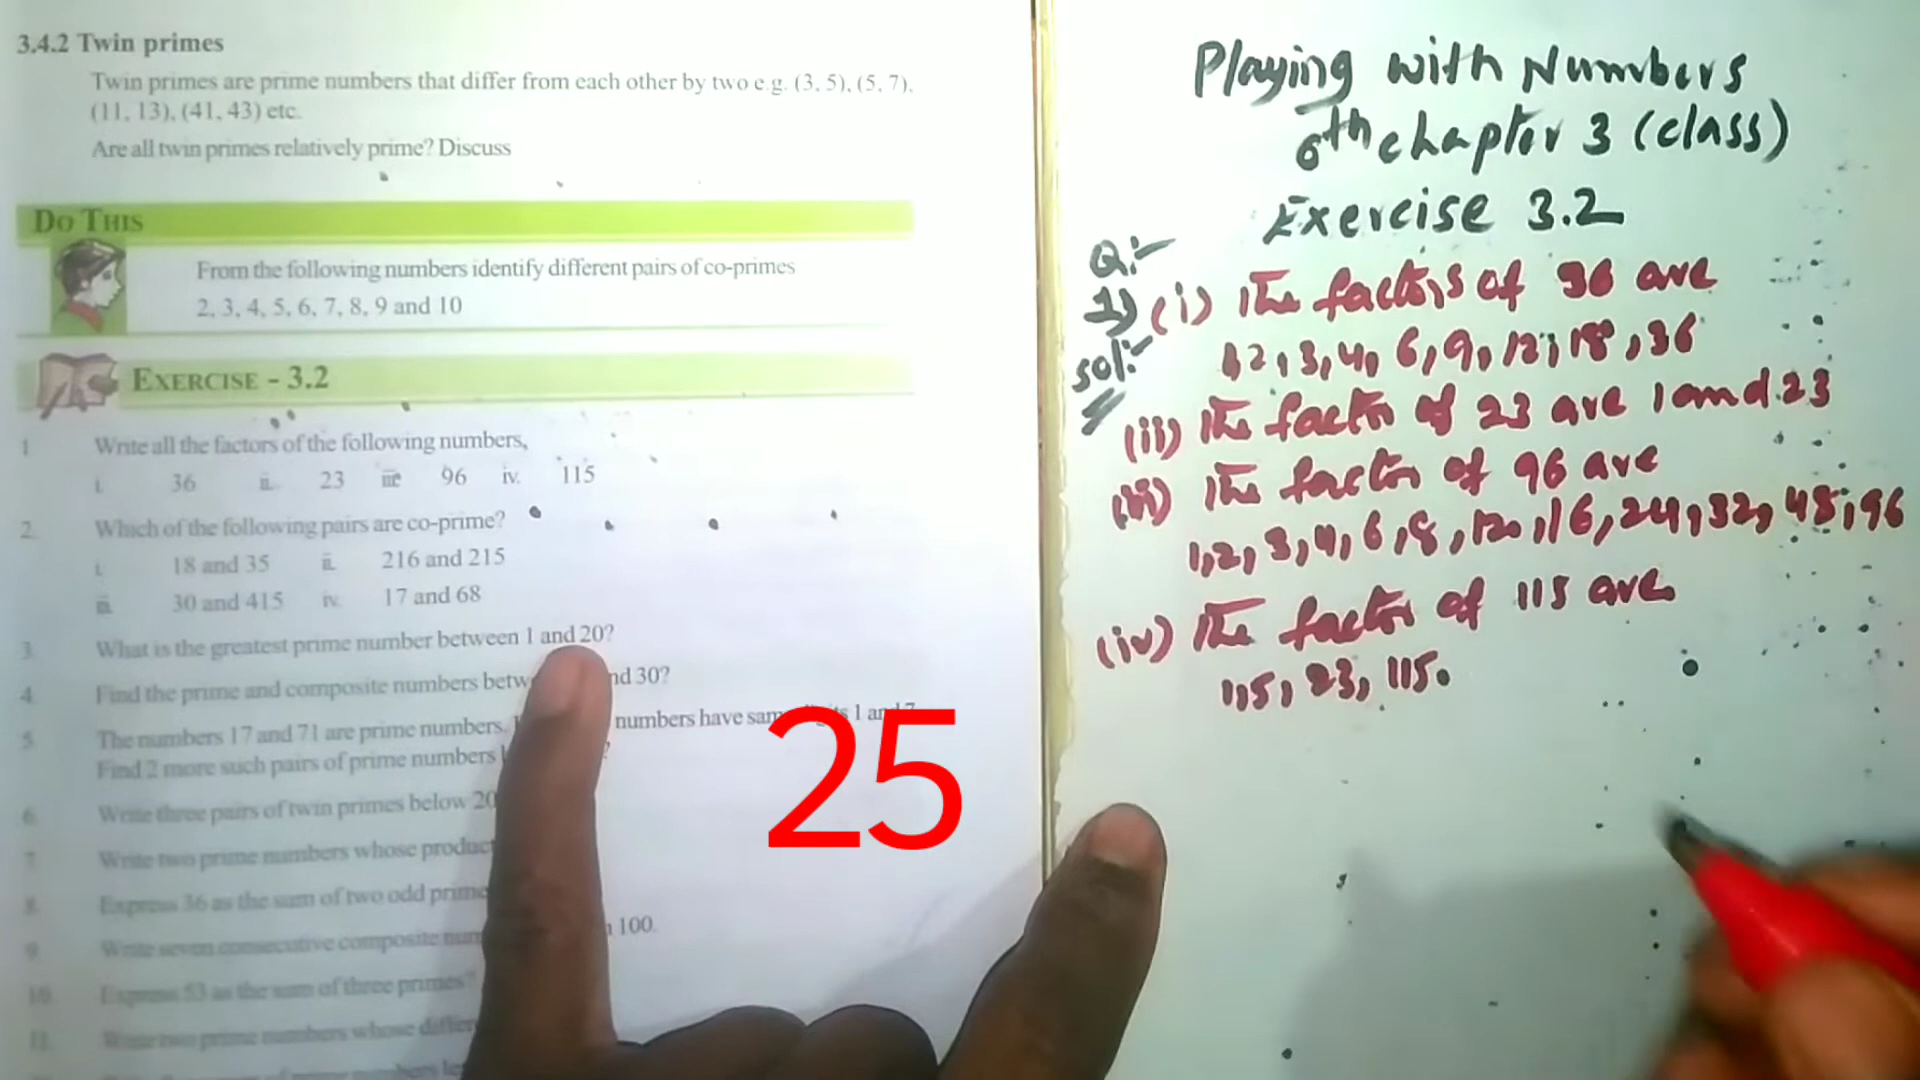 3.4.2 Twin primes
Twin primes are prime numbers that differ from each other by two e.g. (3, 5), (5, 7),
(11, 13), (41, 43) etc.
Are all twin primes relatively prime? Discuss
DO THIS
From the following numbers identify different pairs of co-primes
2, 3, 4, 5, 6, 7, 8, 9 and 10
EXERCISE - 3.2
1 Write all the factors of the following numbers,
i. 36 ii. 23 iii 96 iv. 115
2. Which of the following pairs are co-prime?
i. 18 and 35 ii. 216 and 215
iii. 30 and 415 iv. 17 and 68
3. What is the greatest prime number between 1 and 20?
4. Find the prime and composite numbers nd 30?
5. The numbers 17 and 71 are prime numbers. numbers have 1 and 7
Find 2 more such pairs of prime numbers
6. Write three pairs of twin primes below 20
7. Write two prime numbers whose product
8. Express 36 as the sum of two odd prime
9. Write seven consecutive composite 100.
10. Express 53 as the sum of three primes
11. Write two prime numbers whose
25
Playing with Numbers
6th chapter 3 (class)
Exercise 3.2
Q:-
1) (i) The factors of 36 are
Sol:- 1, 2, 3, 4, 6, 9, 12, 18, 36
(ii) The factor of 23 are 1 and 23
(iii) The factor of 96 are
1, 2, 3, 4, 6, 8, 12, 16, 24, 32, 48, 96
(iv) The factor of 115 are
1, 5, 23, 115.